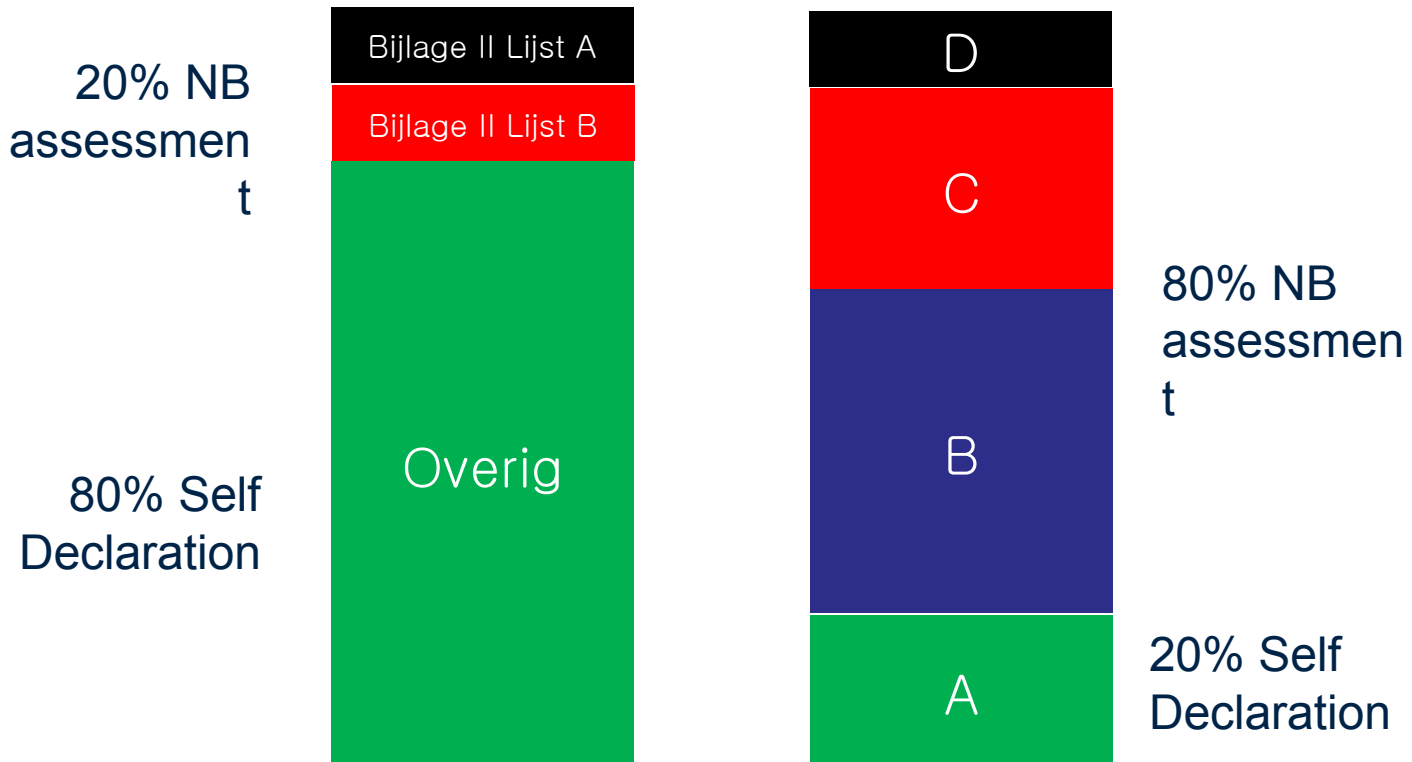 20% NB
assessmen
t
80% Self
Declaration
Bijlage II Lijst A
Bijlage II Lijst B
Overig
D
C
B
A
80% NB
assessmen
t
20% Self
Declaration